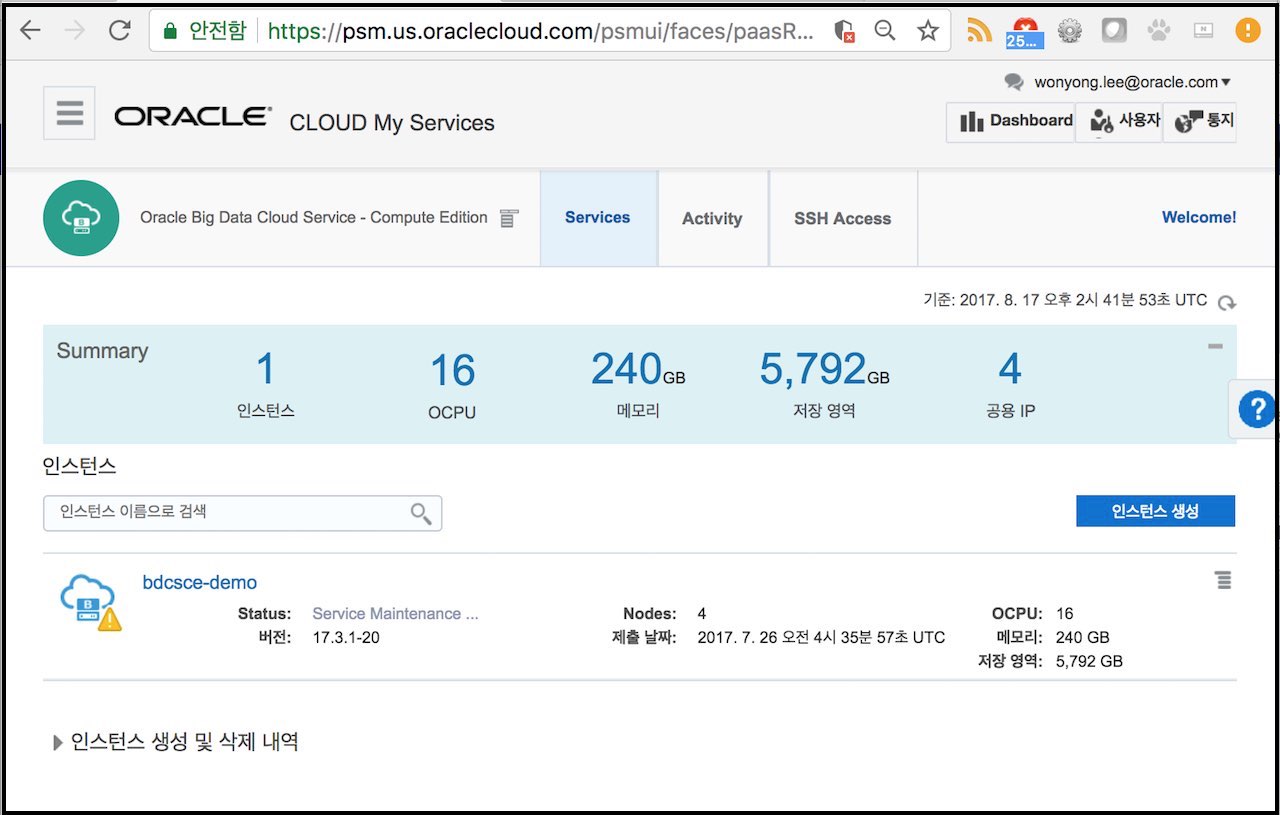 안전함 https://psm.us.oraclecloud.com/psmui/faces/paasR...
25...
wonyong.lee@oracle.com
ORACLE CLOUD My Services
Dashboard 사용자 통지
Oracle Big Data Cloud Service - Compute Edition Services Activity SSH Access Welcome!
기준: 2017. 8. 17 오후 2시 41분 53초 UTC
Summary
1 16 240GB 5,792GB 4
인스턴스 OCPU 메모리 저장 영역 공용 IP
?
인스턴스
인스턴스 이름으로 검색 인스턴스 생성
bdcsce-demo
B
Status: Service Maintenance ... Nodes: 4 OCPU: 16
버전: 17.3.1-20 제출 날짜: 2017. 7. 26 오전 4시 35분 57초 UTC 메모리: 240 GB
저장 영역: 5,792 GB
인스턴스 생성 및 삭제 내역